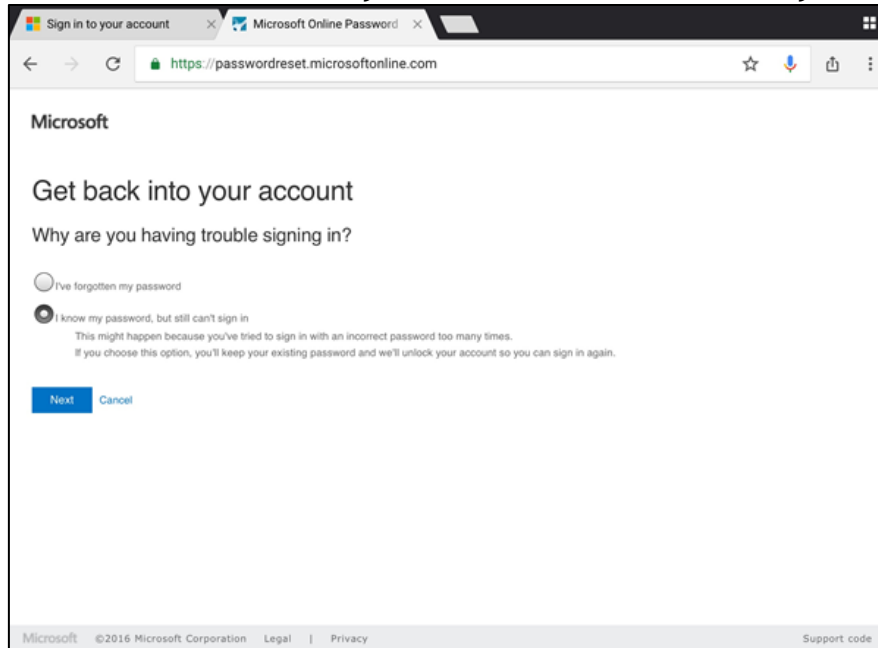 Sign in to your account
Microsoft Online Password
https://passwordreset.microsoftonline.com
Microsoft
Get back into your account
Why are you having trouble signing in?
I've forgotten my password
I know my password, but still can't sign in
This might happen because you've tried to sign in with an incorrect password too many times.
If you choose this option, you'll keep your existing password and we'll unlock your account so you can sign in again.
Next Cancel
Microsoft ©2016 Microsoft Corporation Legal | Privacy Support code